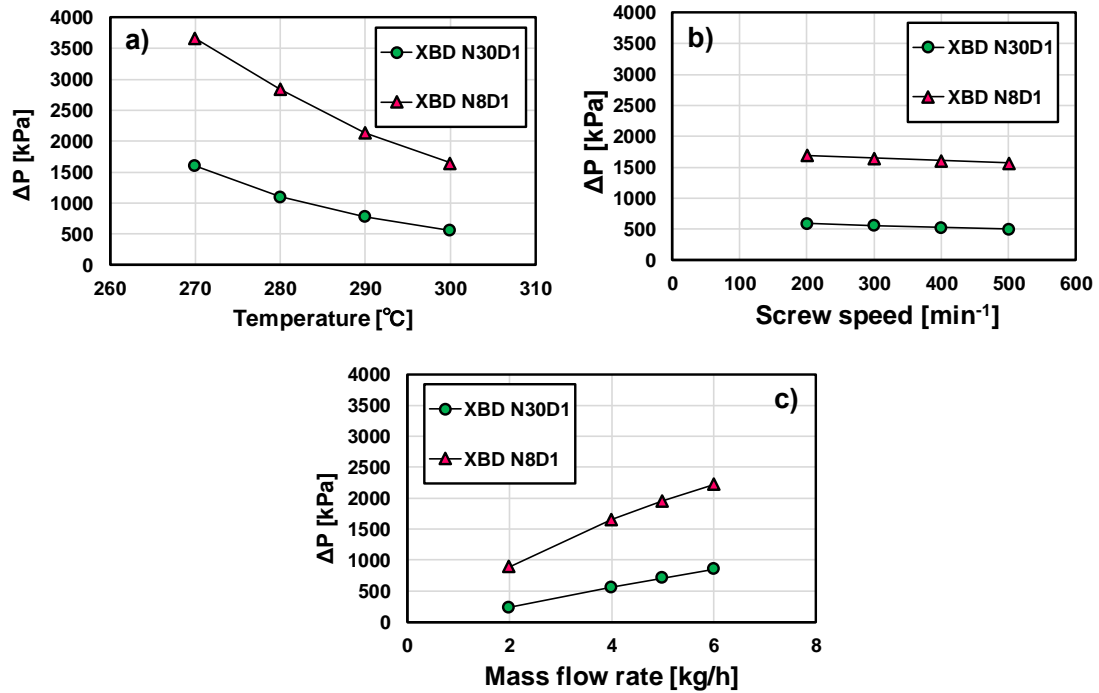 a)
4000
3500
3000
2500
2000
1500
1000
500
0
ΔP [kPa]
XBD N30D1
XBD N8D1
260 270 280 290 300 310
Temperature [℃]
b)
4000
3500
3000
2500
2000
1500
1000
500
0
ΔP [kPa]
XBD N30D1
XBD N8D1
0 100 200 300 400 500 600
Screw speed [min-1]
c)
4000
3500
3000
2500
2000
1500
1000
500
0
ΔP [kPa]
XBD N30D1
XBD N8D1
0 2 4 6 8
Mass flow rate [kg/h]